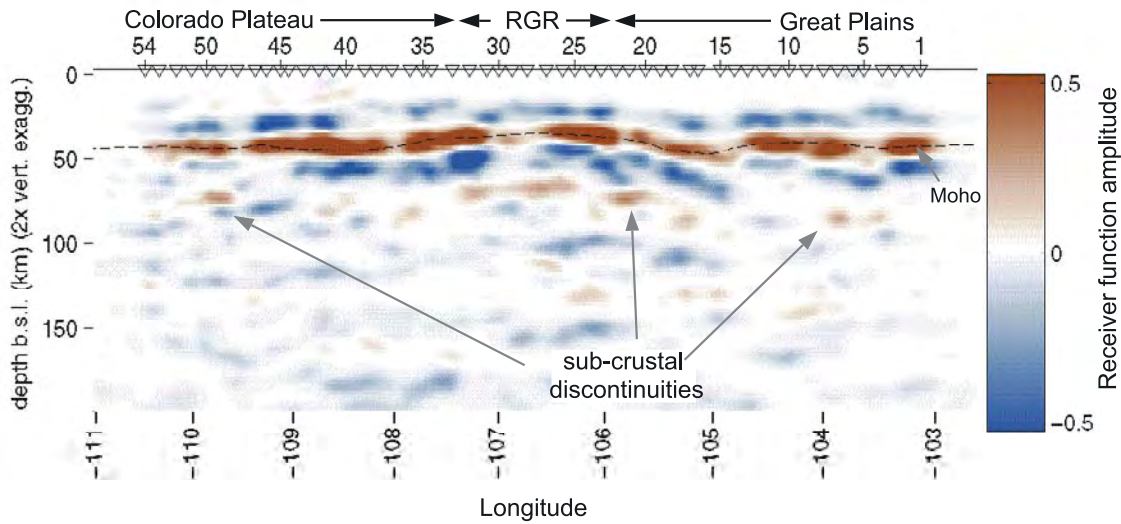 Colorado Plateau RGR Great Plains
54 50 45 40 35 30 25 20 15 10 5 1
0
50
100
150
depth b.s.l. (km) (2x vert. exagg.)
Moho
sub-crustal
discontinuities
-111 -110 -109 -108 -107 -106 -105 -104 -103
Longitude
0.5
0
-0.5
Receiver function amplitude